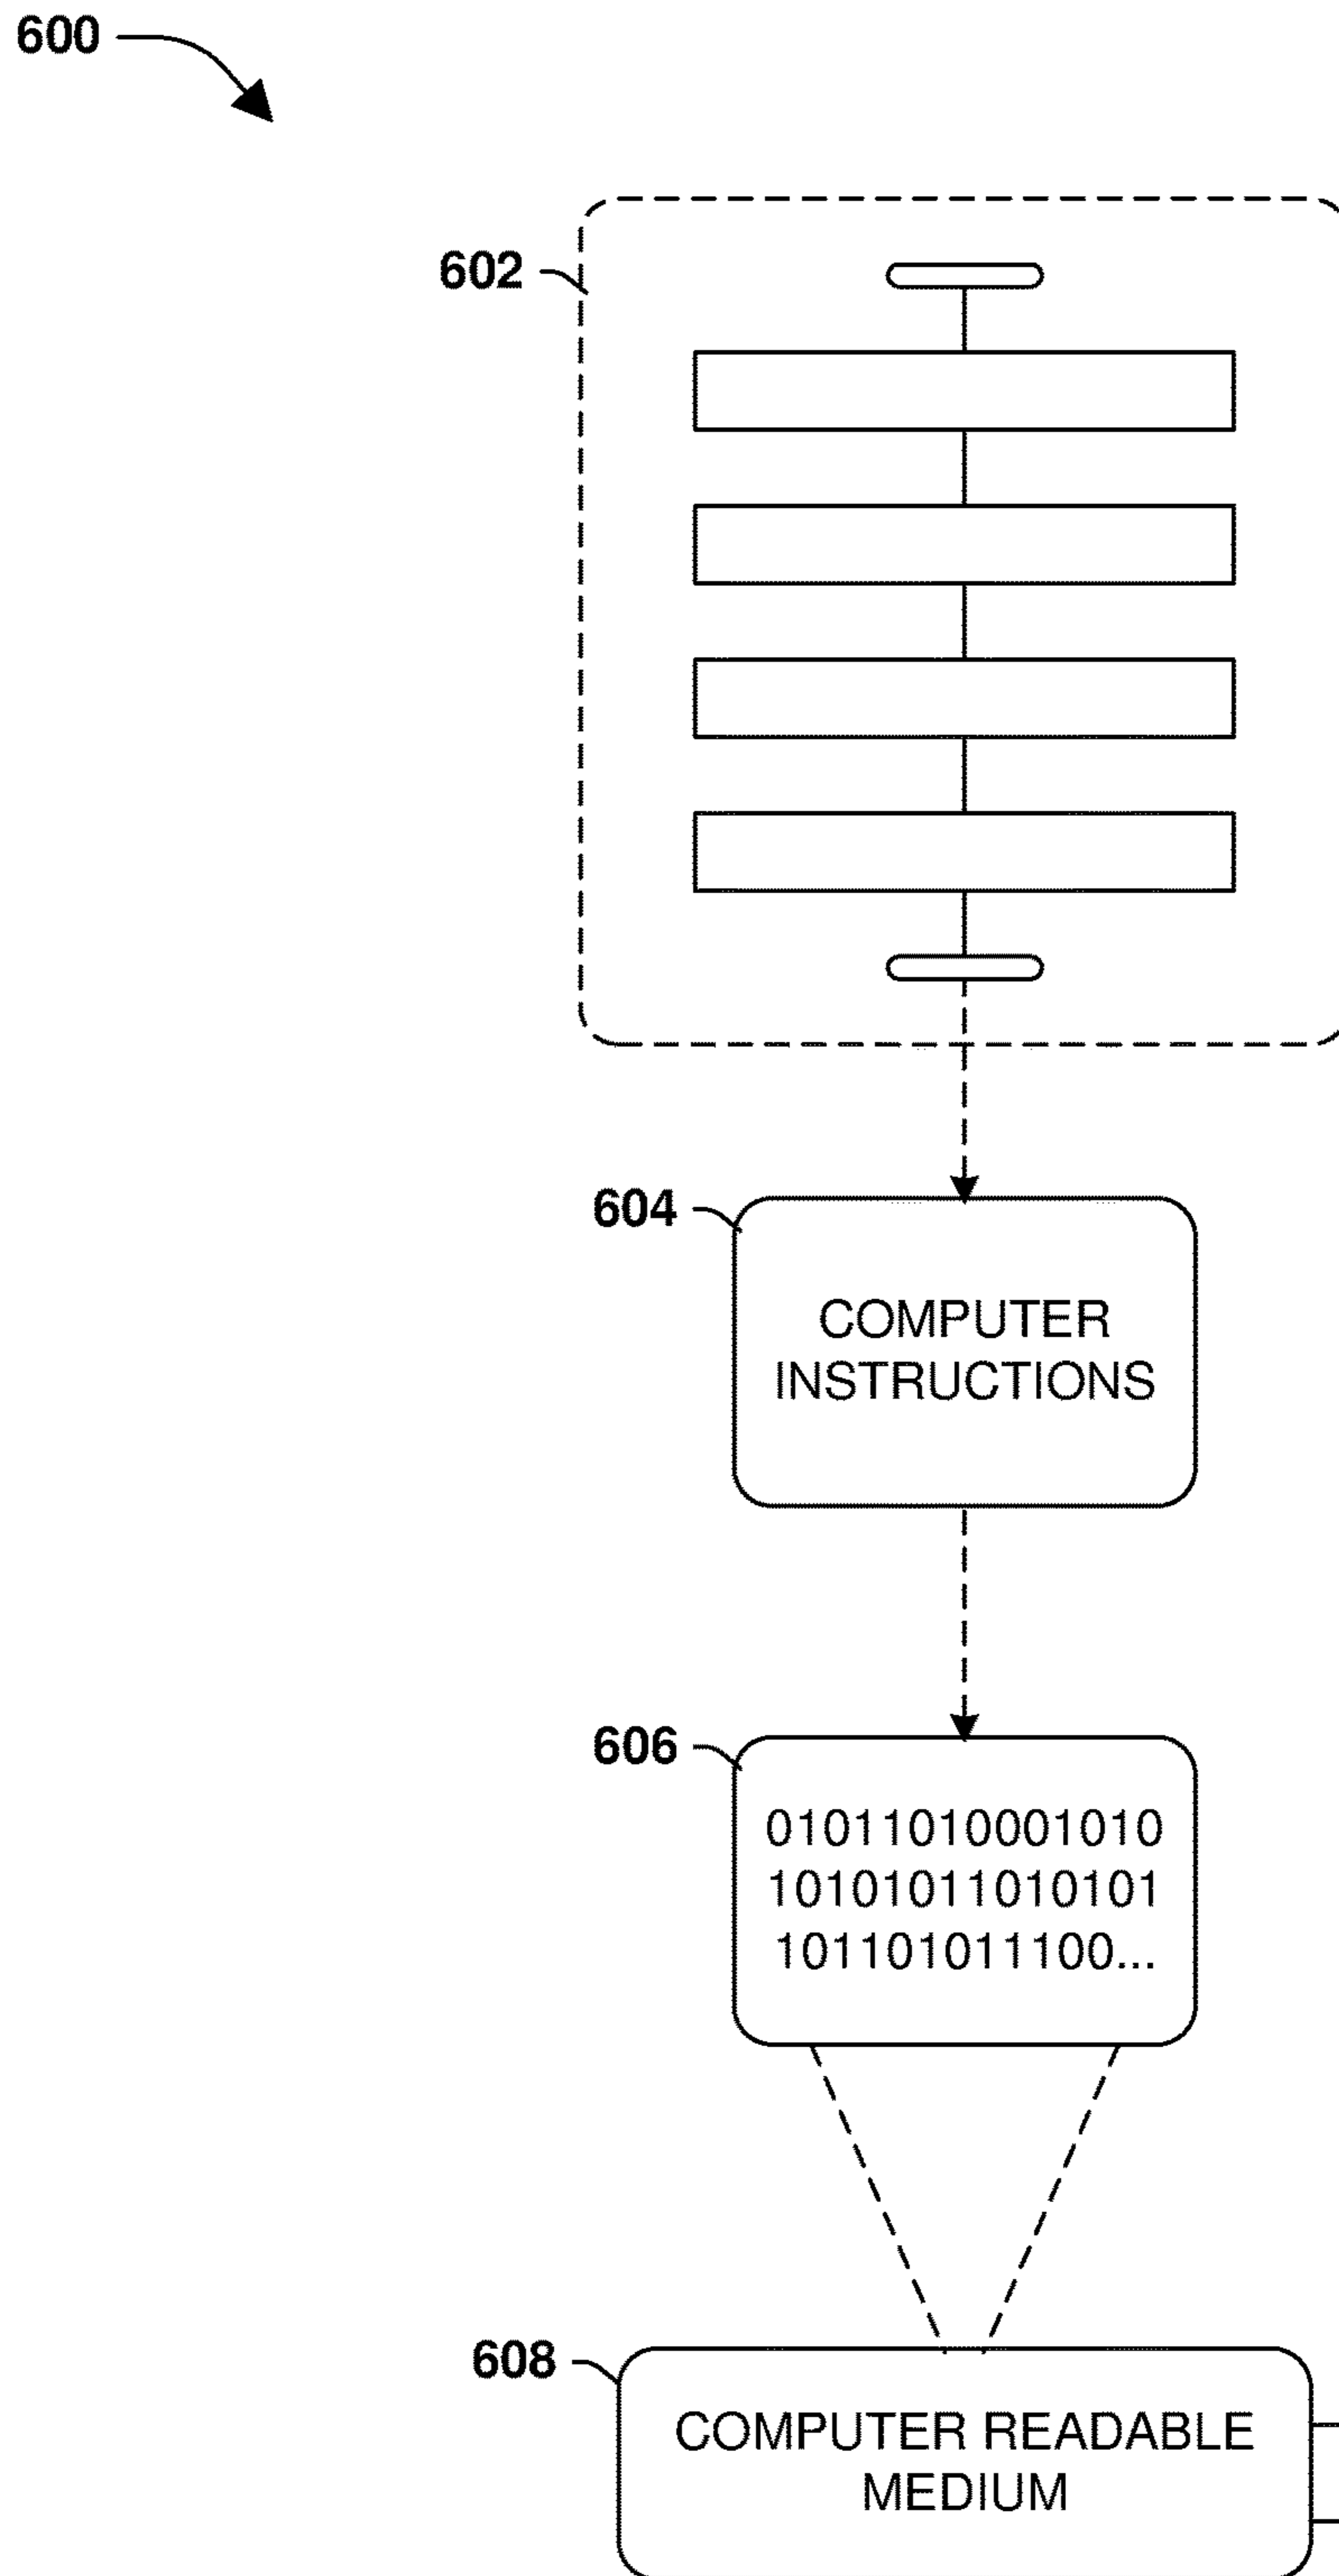 600
602
604
COMPUTER
INSTRUCTIONS
606
01011010001010
10101011010101
101101011100...
608
COMPUTER READABLE
MEDIUM